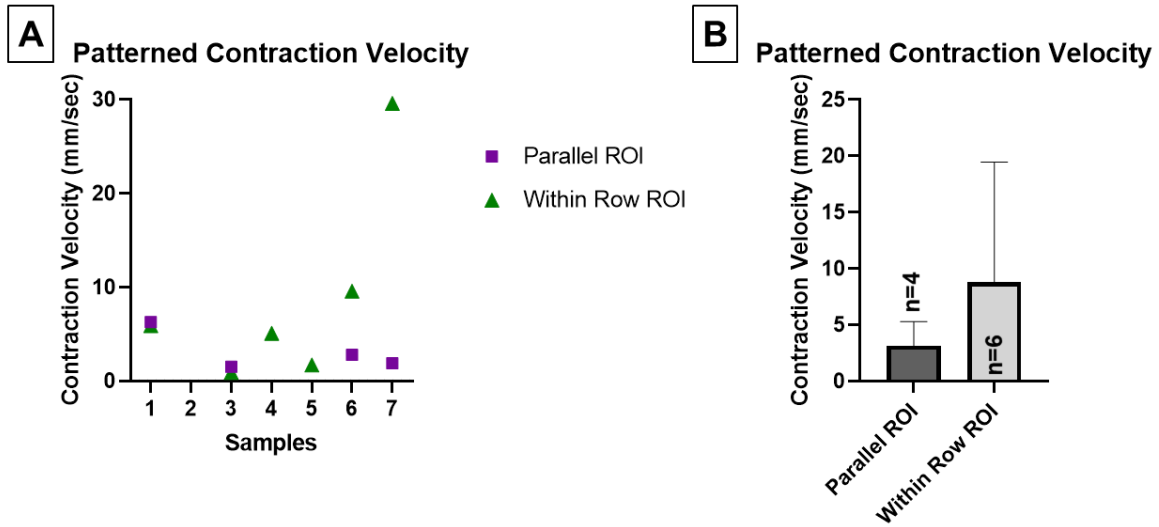 A
Patterned Contraction Velocity
Contraction Velocity (mm/sec)
30
20
10
0
1 2 3 4 5 6 7
Samples
Parallel ROI
Within Row ROI
B
Patterned Contraction Velocity
Contraction Velocity (mm/sec)
25
20
15
10
5
0
n=4
n=6
Parallel ROI
Within Row ROI